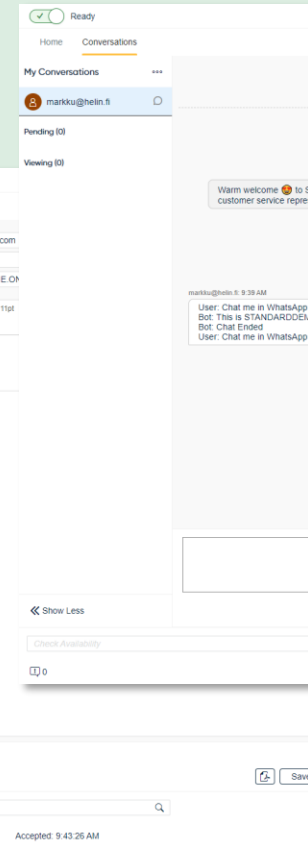 Ready
Home Conversations
My Conversations
markku@helin.fi
Pending (0)
Viewing (0)
Warm welcome 😍 to S
customer service repre
com
E.ON
11pt
markku@helin.fi: 9:39 AM
User: Chat me in WhatsApp
Bot: This is STANDARDDEM
Bot: Chat Ended
User: Chat me in WhatsApp
Show Less
Check Availability
0
Save
Accepted: 9:43:26 AM